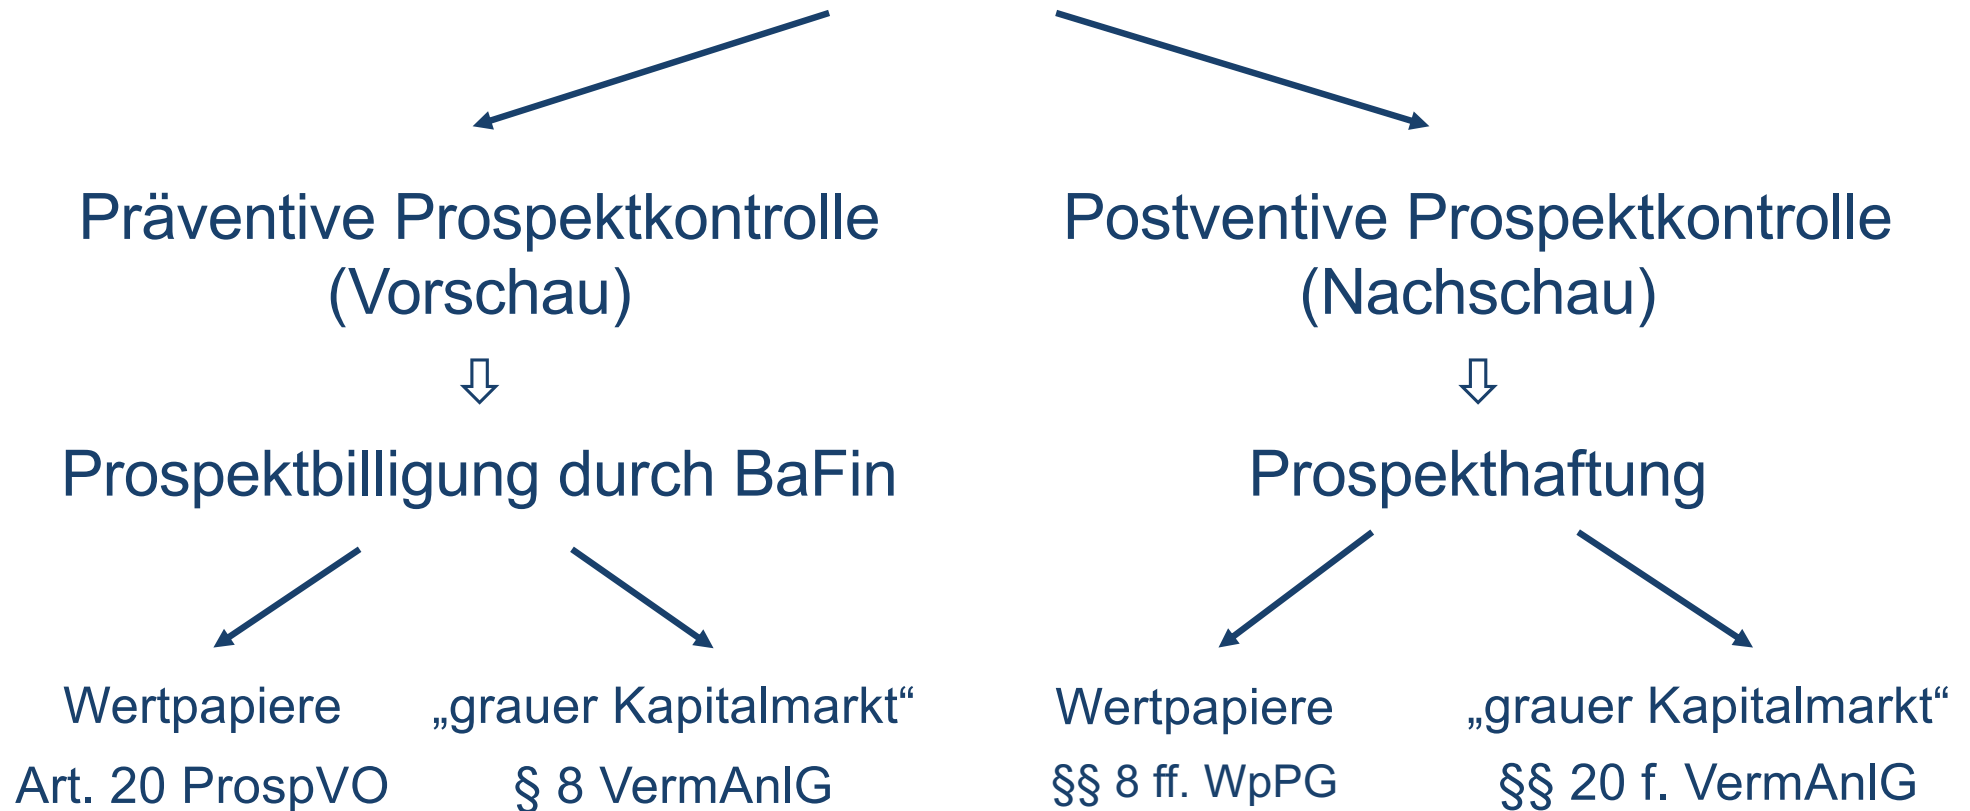 Präventive Prospektkontrolle
(Vorschau)
Prospektbilligung durch BaFin
Wertpapiere
Art. 20 ProspVO
„grauer Kapitalmarkt“
§ 8 VermAnlG
Postventive Prospektkontrolle
(Nachschau)
Prospekthaftung
Wertpapiere
§§ 8 ff. WpPG
„grauer Kapitalmarkt“
§§ 20 f. VermAnlG